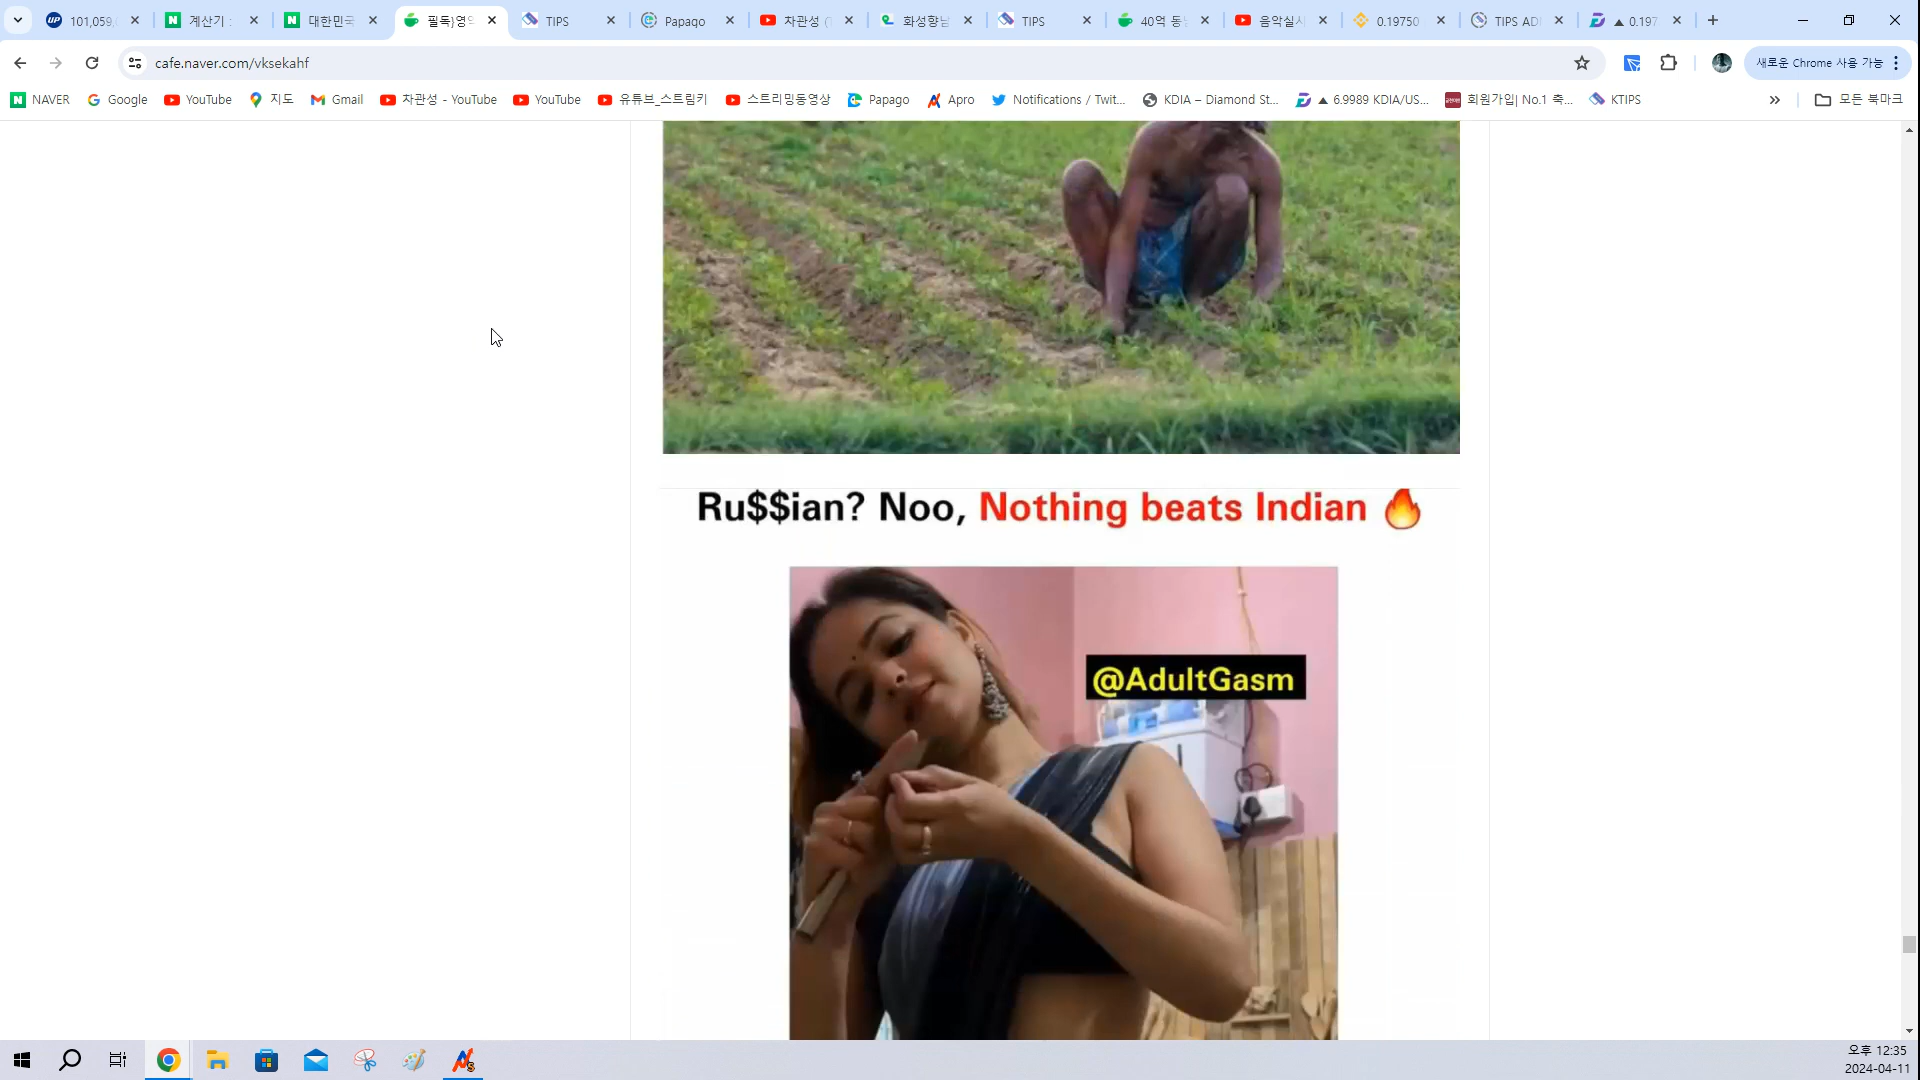 101,059,
계산기 :
대한민국
필독)영
TIPS
Papago
차관성 (
화성향남
TIPS
40억 동
음악실시
0.19750
TIPS AD
▲ 0.197
cafe.naver.com/vksekahf
새로운 Chrome 사용 가능
NAVER
Google
YouTube
지도
Gmail
차관성 - YouTube
YouTube
유튜브_스트림키
스트리밍동영상
Papago
Apro
Notifications / Twit...
KDIA – Diamond St...
▲ 6.9989 KDIA/US...
회원가입| No.1 축...
KTIPS
모든 북마크
Ru$$ian? Noo, Nothing beats Indian 🔥
@AdultGasm
오후 12:35
2024-04-11